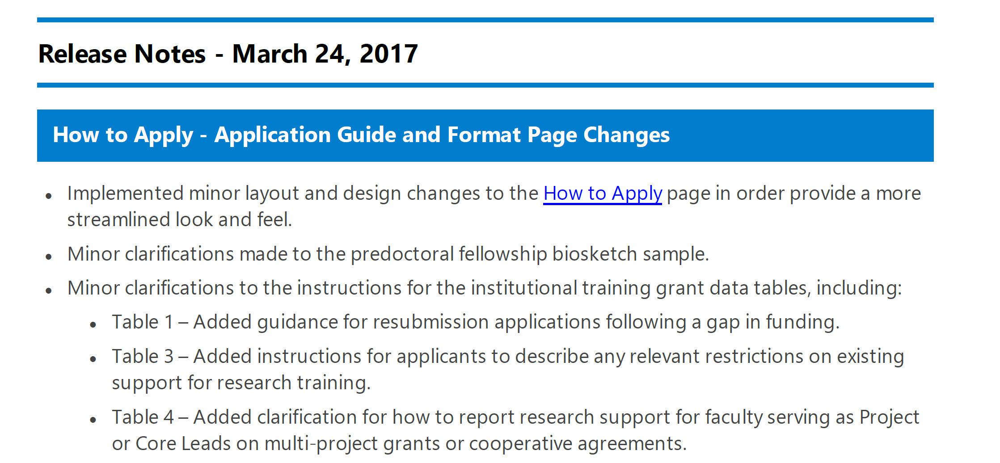 Release Notes - March 24, 2017
How to Apply - Application Guide and Format Page Changes
• Implemented minor layout and design changes to the How to Apply page in order provide a more
streamlined look and feel.
• Minor clarifications made to the predoctoral fellowship biosketch sample.
• Minor clarifications to the instructions for the institutional training grant data tables, including:
• Table 1 – Added guidance for resubmission applications following a gap in funding.
• Table 3 – Added instructions for applicants to describe any relevant restrictions on existing
support for research training.
• Table 4 – Added clarification for how to report research support for faculty serving as Project
or Core Leads on multi-project grants or cooperative agreements.